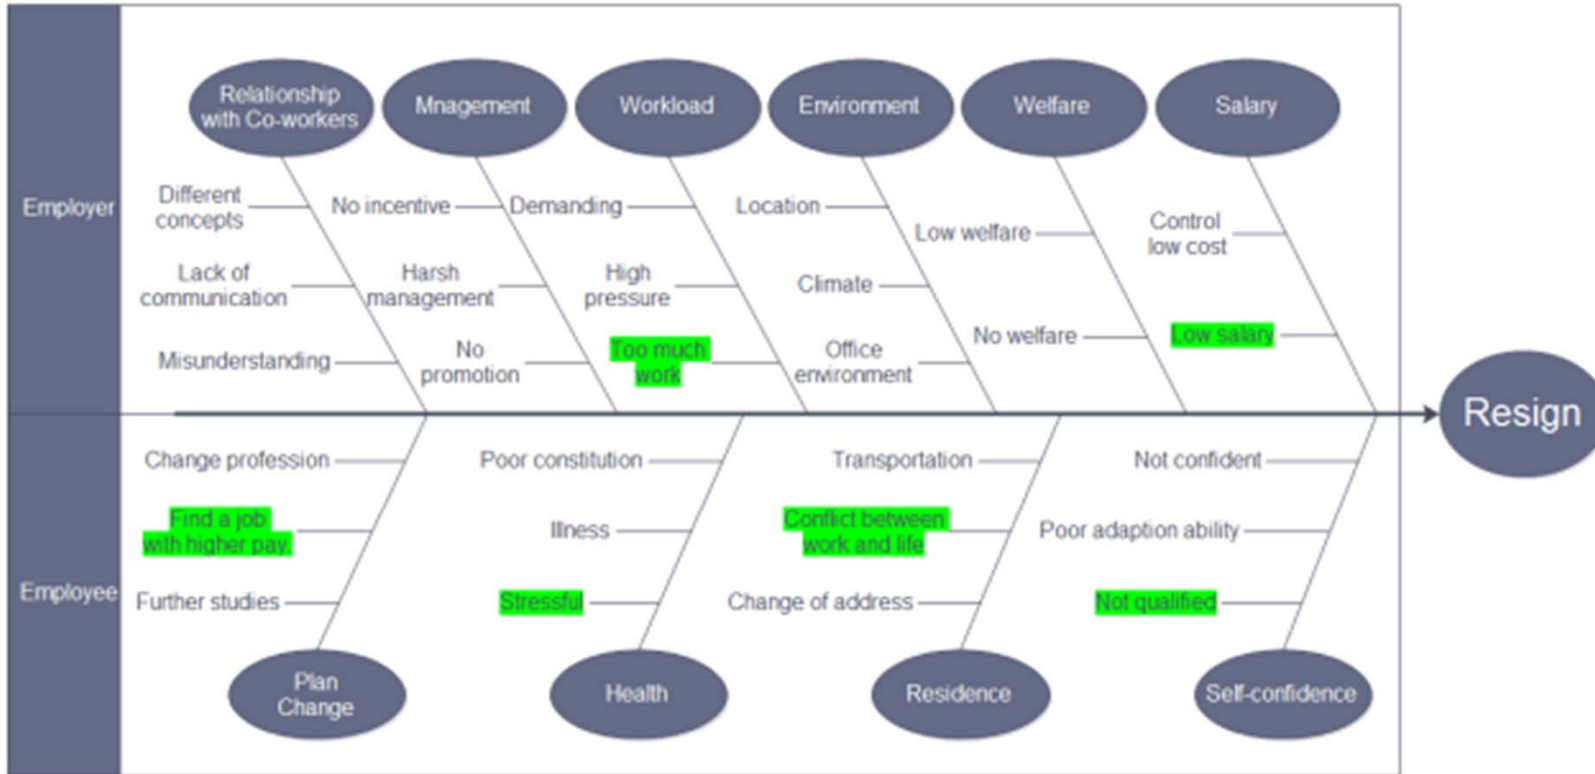 Relationship
with Co-workers
Mnagement
Workload
Environment
Welfare
Salary
Employer
Different
concepts
Lack of
communication
Misunderstanding
No incentive
Harsh
management
No
promotion
Demanding
High
pressure
Too much
work
Location
Climate
Office
environment
Low welfare
No welfare
Control
low cost
Low salary
Resign
Employee
Change profession
Find a job
with higher pay.
Further studies
Poor constitution
Illness
Stressful
Transportation
Conflict between
work and life
Change of address
Not confident
Poor adaption ability
Not qualified
Plan
Change
Health
Residence
Self-confidence